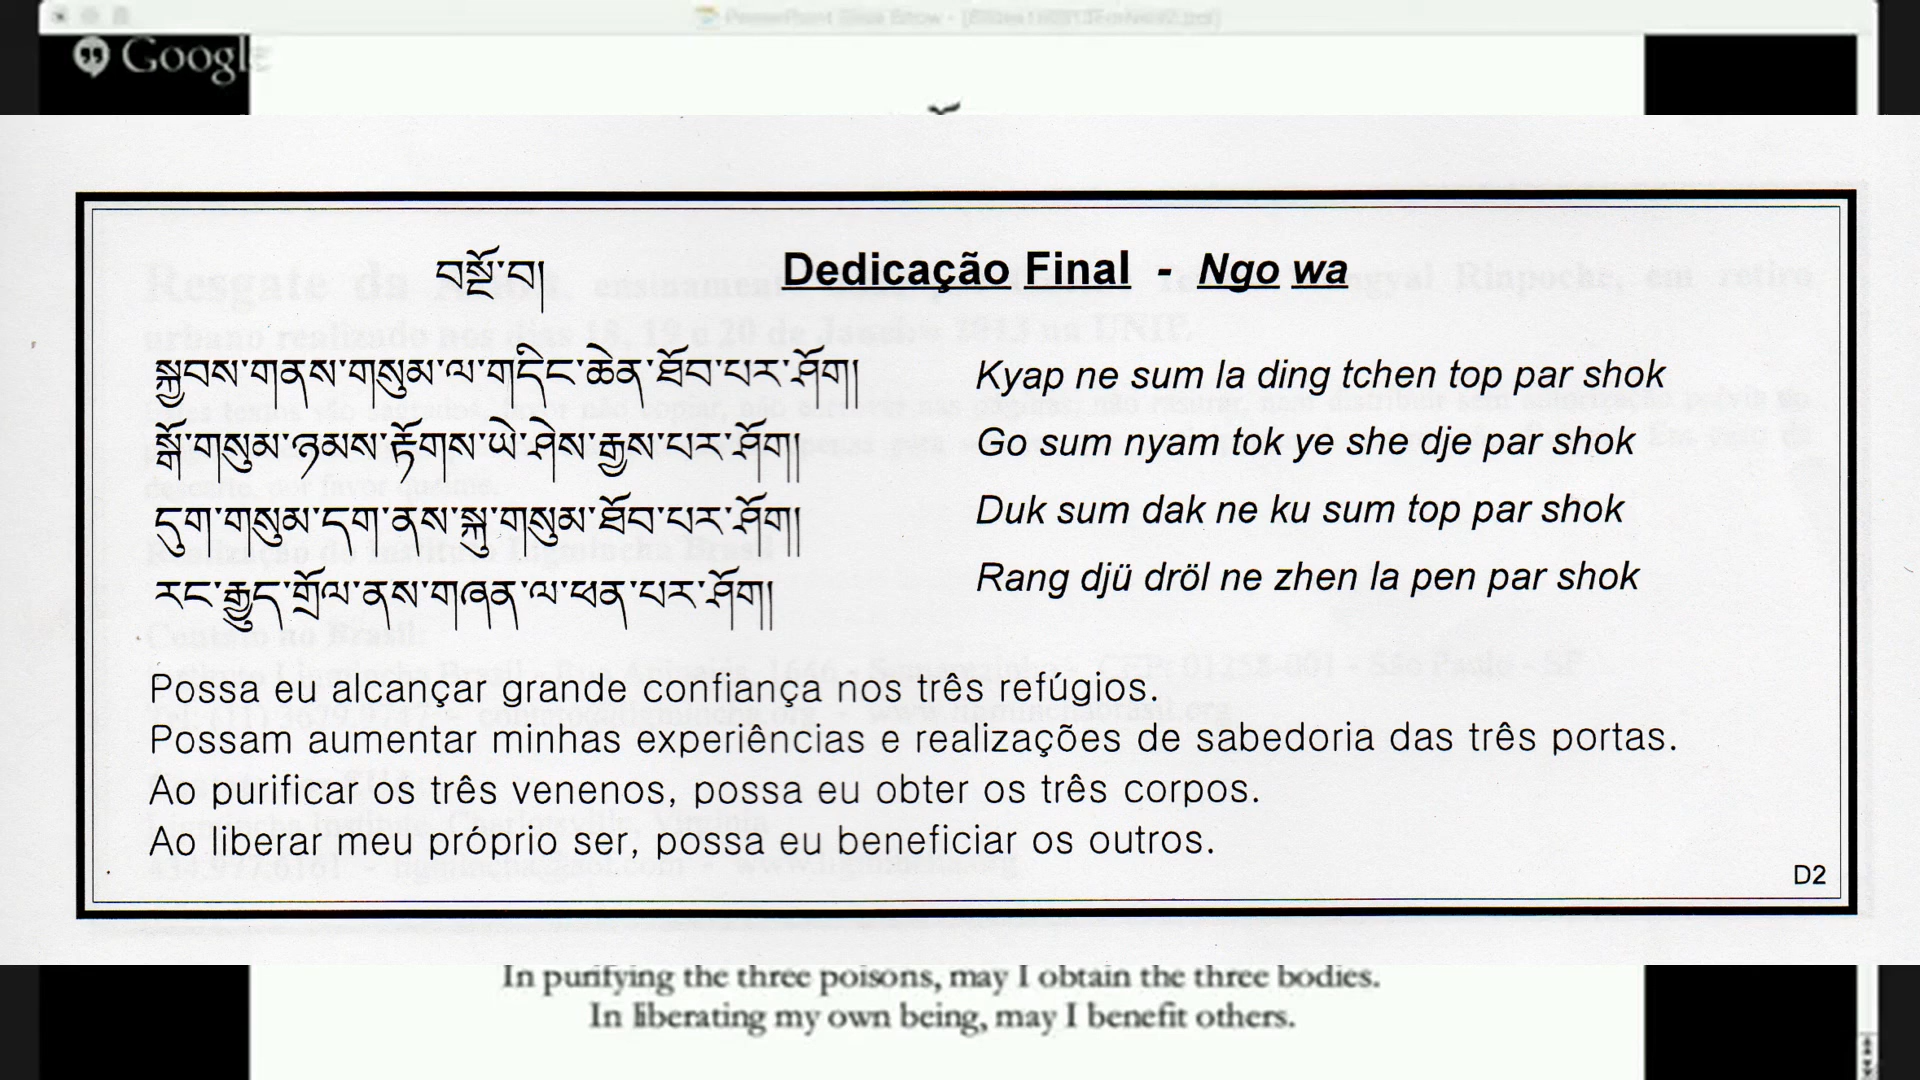 Google
བསྔོ་བ།
Dedicação Final - Ngo wa
སྐྱབས་གནས་གསུམ་ལ་གདིང་ཆེན་ཐོབ་པར་ཤོག།
Kyap ne sum la ding tchen top par shok
སྒོ་གསུམ་ཉམས་རྟོགས་ཡེ་ཤེས་རྒྱས་པར་ཤོག།
Go sum nyam tok ye she dje par shok
དུག་གསུམ་དག་ནས་སྐུ་གསུམ་ཐོབ་པར་ཤོག།
Duk sum dak ne ku sum top par shok
རང་རྒྱུད་གྲོལ་ནས་གཞན་ལ་ཕན་པར་ཤོག།
Rang djü dröl ne zhen la pen par shok
Possa eu alcançar grande confiança nos três refúgios.
Possam aumentar minhas experiências e realizações de sabedoria das três portas.
Ao purificar os três venenos, possa eu obter os três corpos.
Ao liberar meu próprio ser, possa eu beneficiar os outros.
D2
In purifying the three poisons, may I obtain the three bodies.
In liberating my own being, may I benefit others.